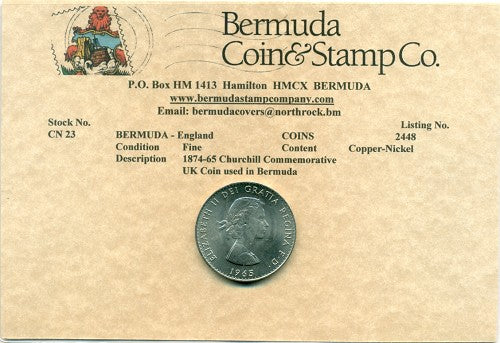 Bermuda
Coin & Stamp Co.
P.O. Box HM 1413 Hamilton HMCX BERMUDA
www.bermudastampcompany.com
Email: bermudacovers@northrock.bm
Stock No. Listing No.
CN 23 BERMUDA - England COINS 2448
Condition Fine Content Copper-Nickel
Description 1874-65 Churchill Commemorative
UK Coin used in Bermuda
ELIZABETH II DEI GRATIA REGINA F·D·
1965